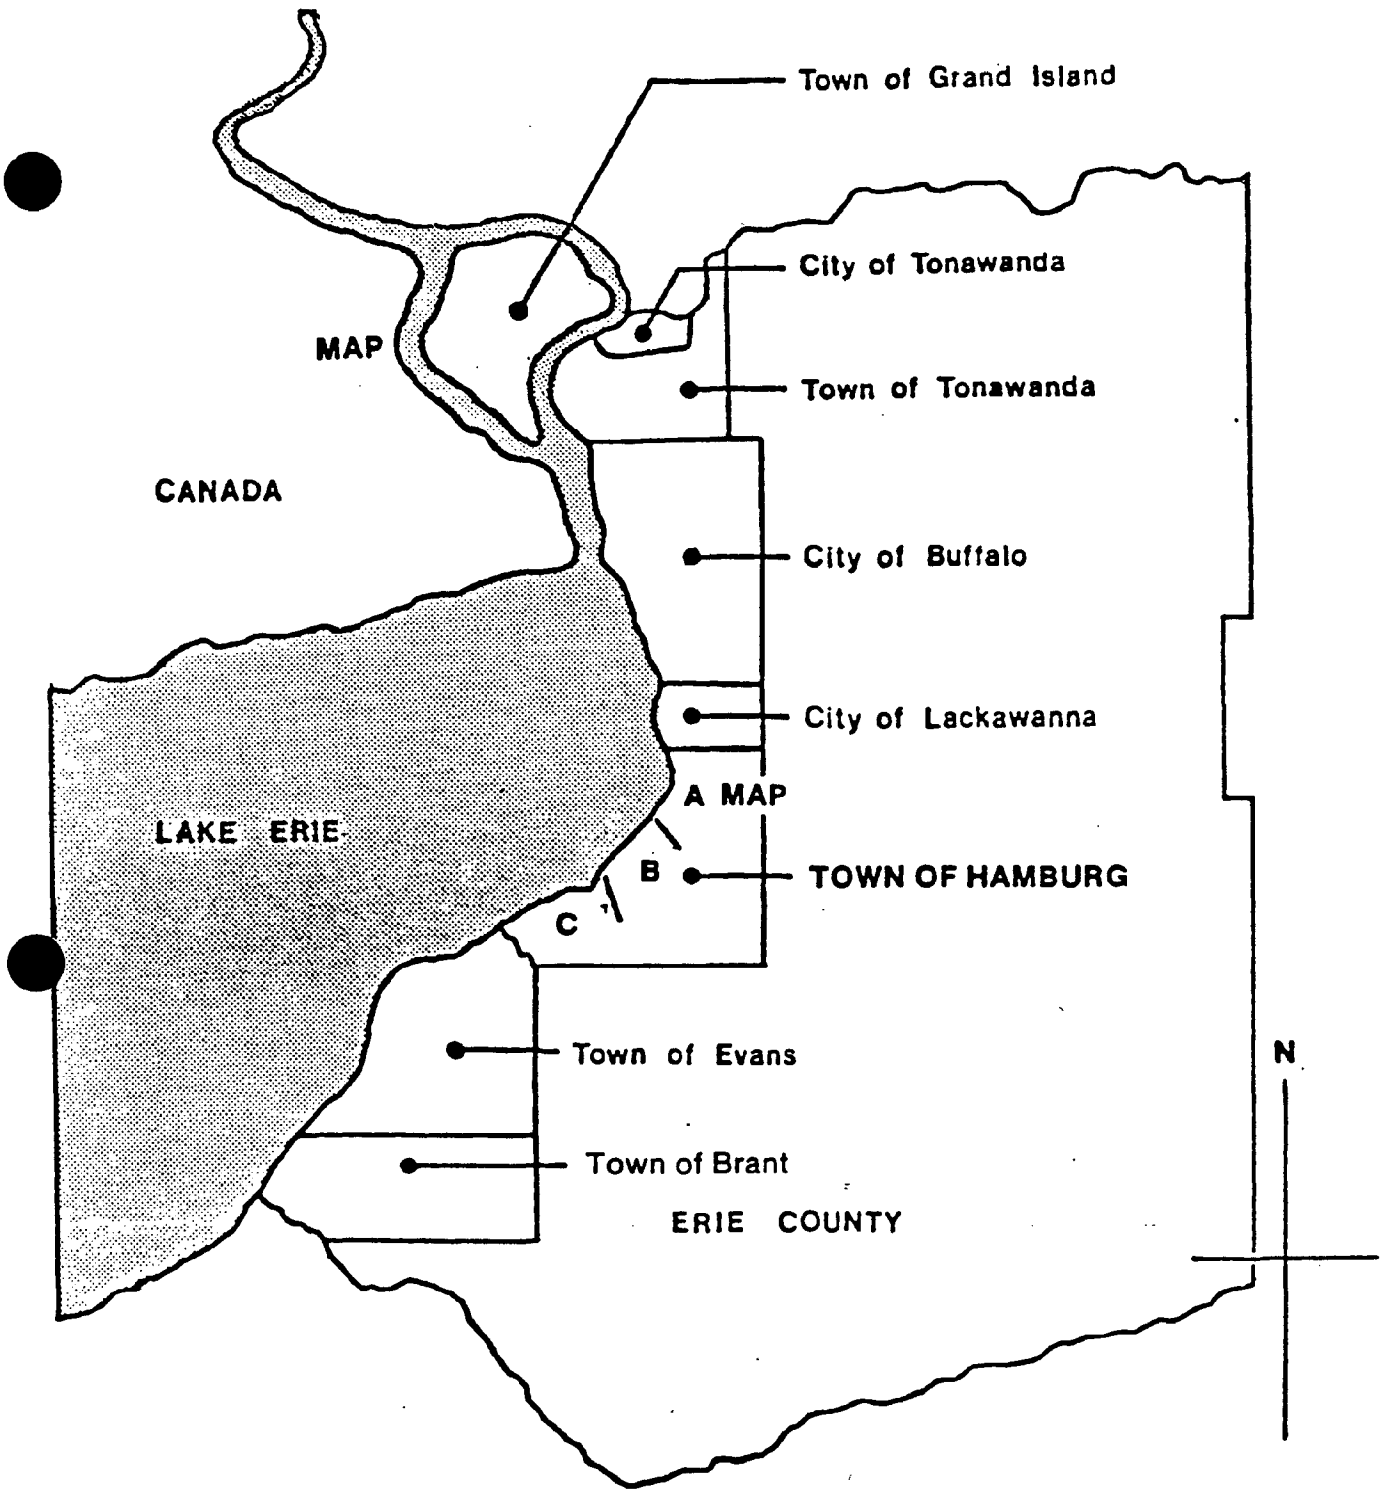 Town of Grand Island
City of Tonawanda
MAP
Town of Tonawanda
CANADA
City of Buffalo
City of Lackawanna
A MAP
LAKE ERIE
B
TOWN OF HAMBURG
C
N
Town of Evans
Town of Brant
ERIE COUNTY